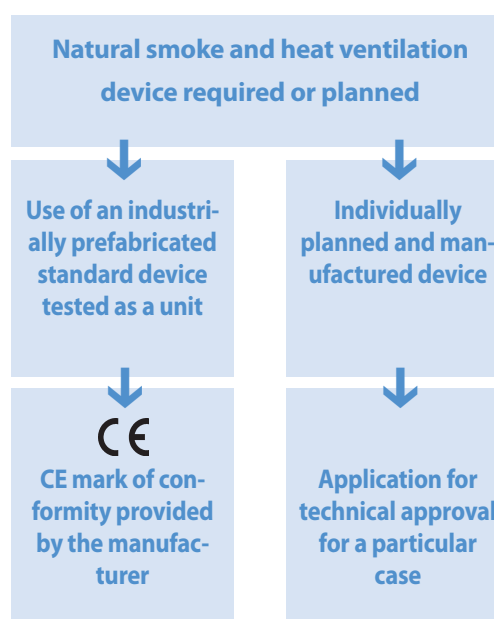 Natural smoke and heat ventilation
device required or planned
Use of an industri-
ally prefabricated
standard device
tested as a unit
Individually
planned and man-
ufactured device
CE
CE mark of con-
formity provided
by the manufac-
turer
Application for
technical approval
for a particular
case